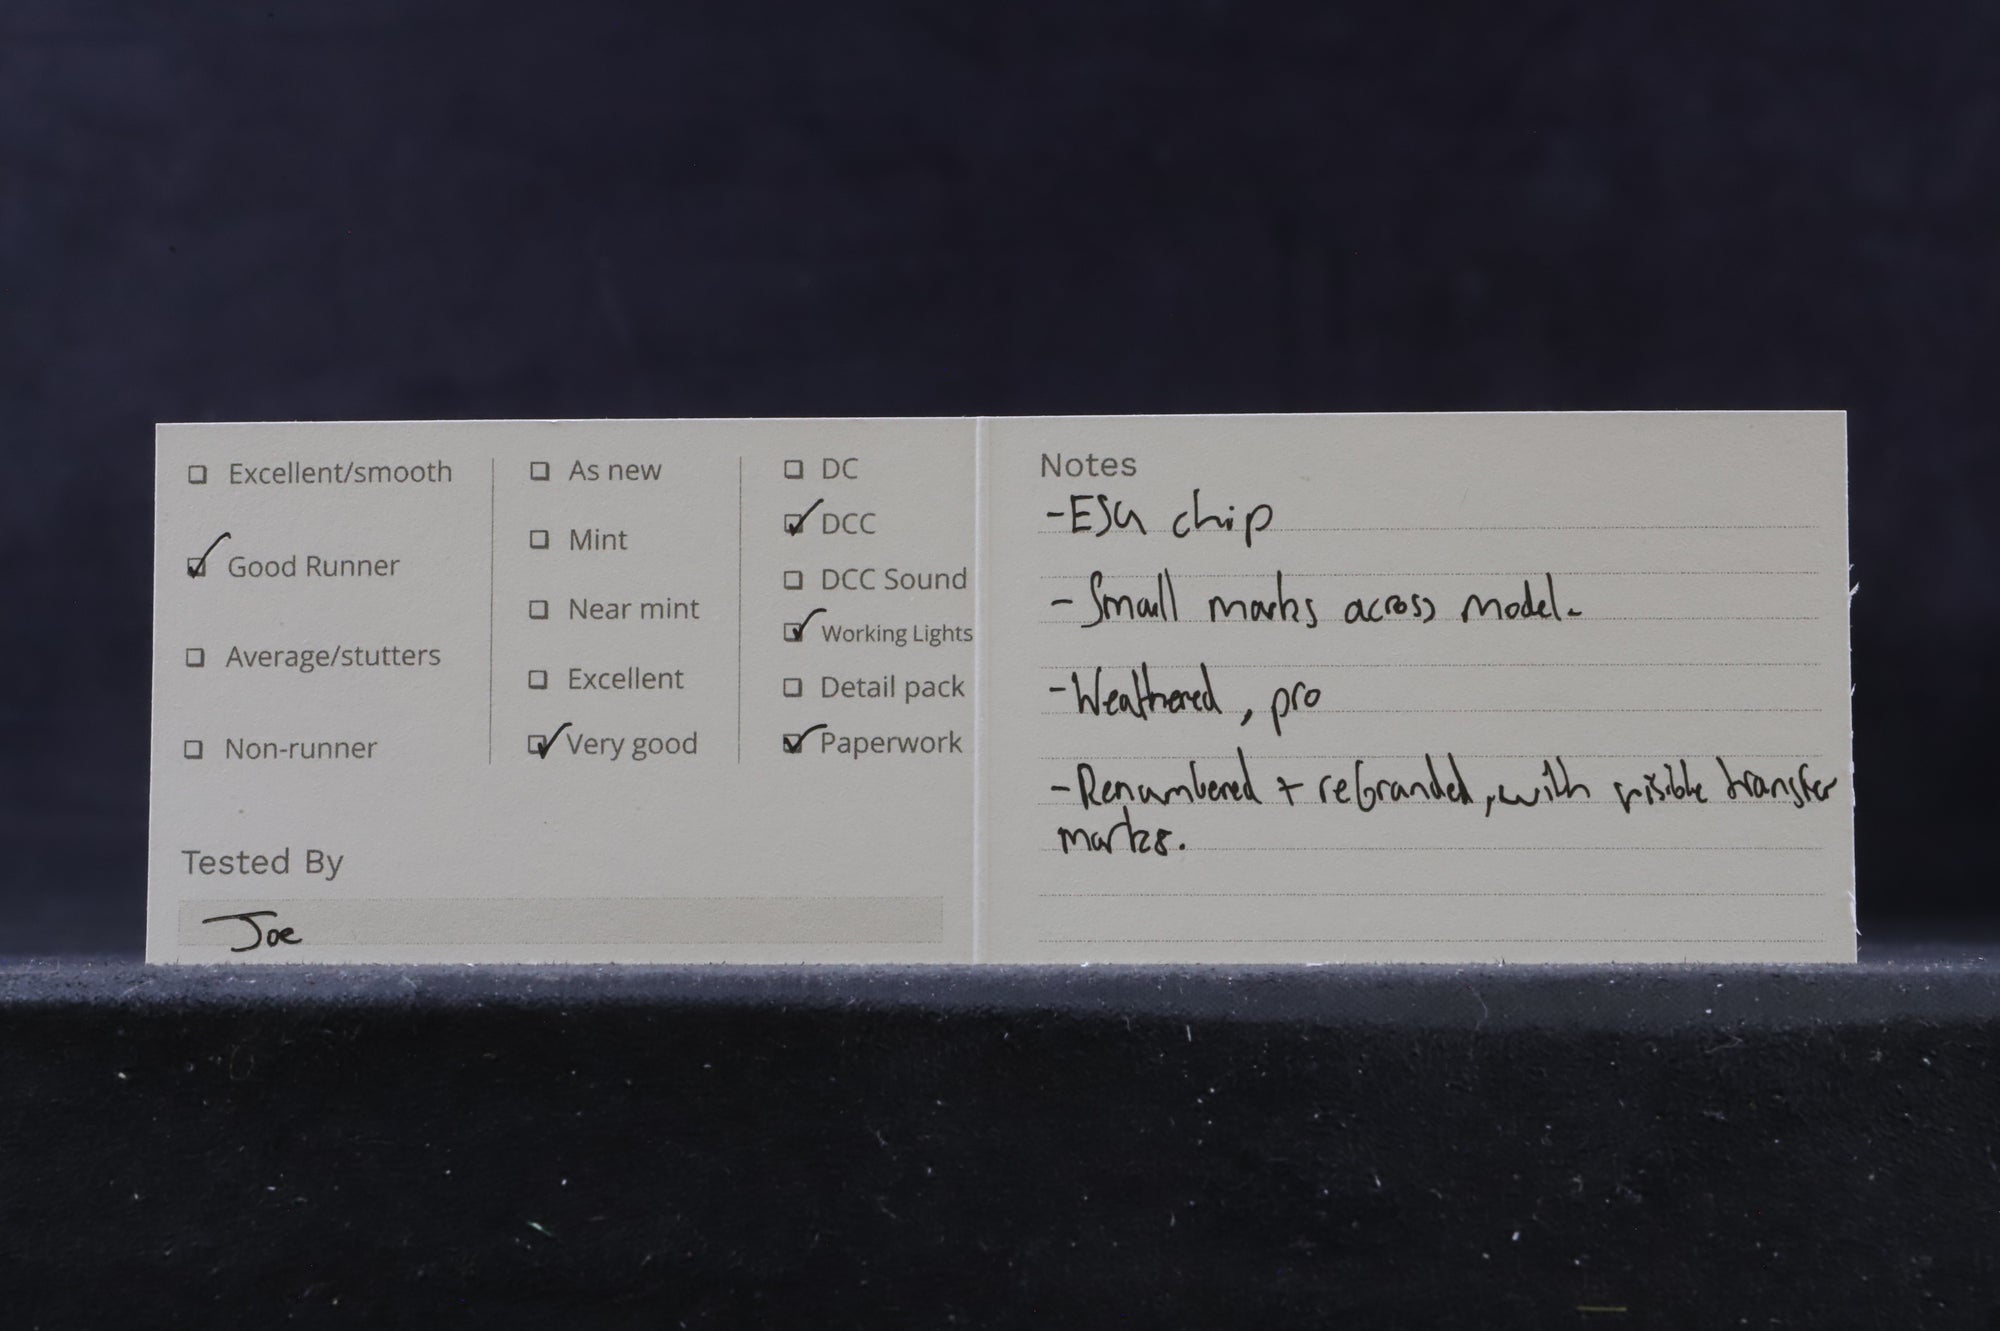 ☐ Excellent/smooth
☑ Good Runner
☐ Average/stutters
☐ Non-runner
☐ As new
☐ Mint
☐ Near mint
☐ Excellent
☑ Very good
☐ DC
☑ DCC
☐ DCC Sound
☑ Working Lights
☐ Detail pack
☑ Paperwork
Tested By
Joe
Notes
- ESU chip
- Small marks across model.
- Weathered, pro
- Renumbered + rebranded, with visible transfer
marks.